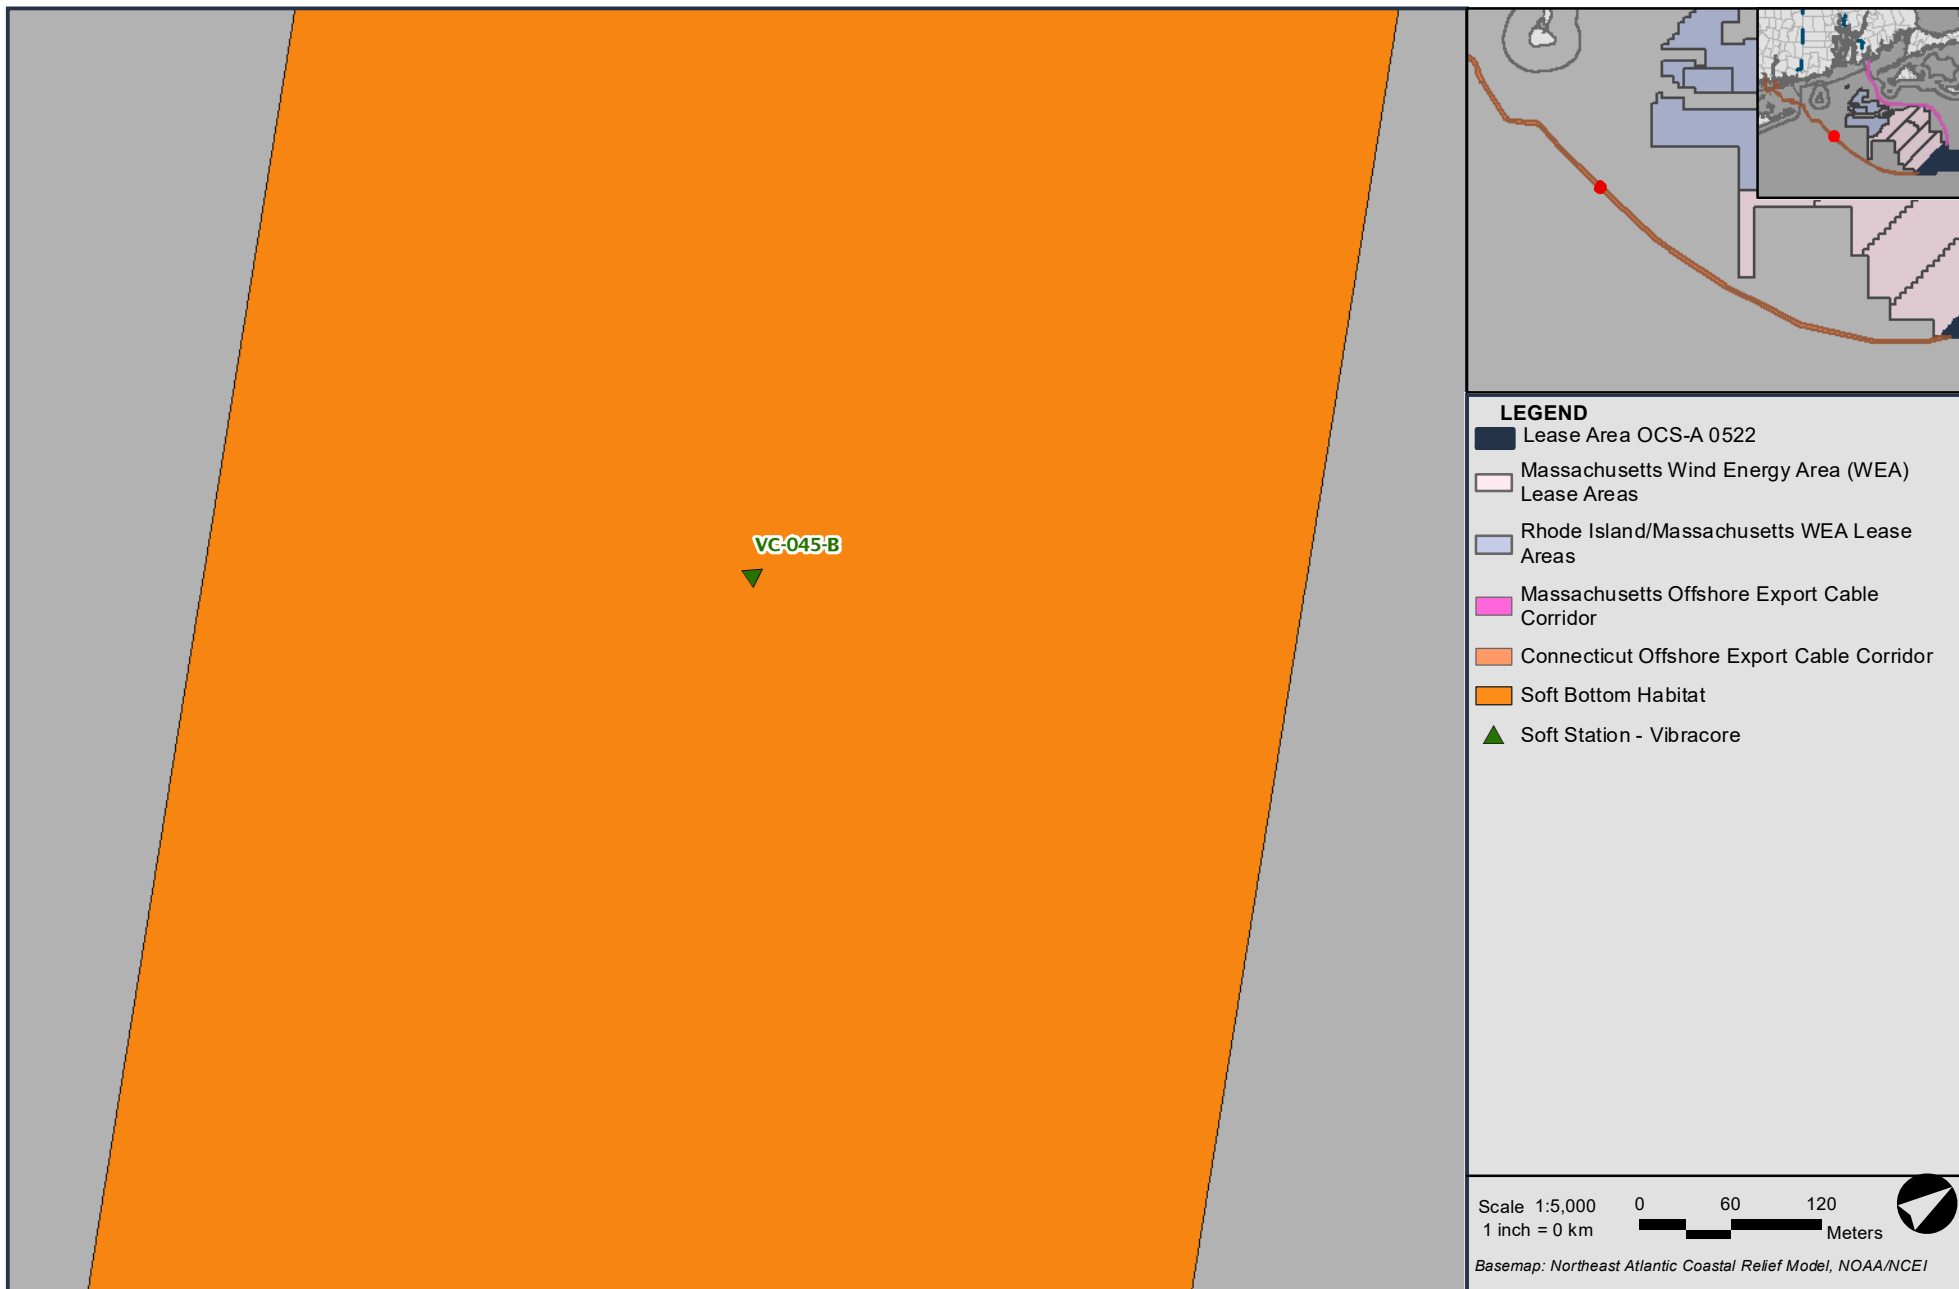 VC-045-B
LEGEND
Lease Area OCS-A 0522
Massachusetts Wind Energy Area (WEA)
Lease Areas
Rhode Island/Massachusetts WEA Lease
Areas
Massachusetts Offshore Export Cable
Corridor
Connecticut Offshore Export Cable Corridor
Soft Bottom Habitat
Soft Station - Vibracore
Scale 1:5,000
1 inch = 0 km
0 60 120
Meters
Basemap: Northeast Atlantic Coastal Relief Model, NOAA/NCEI